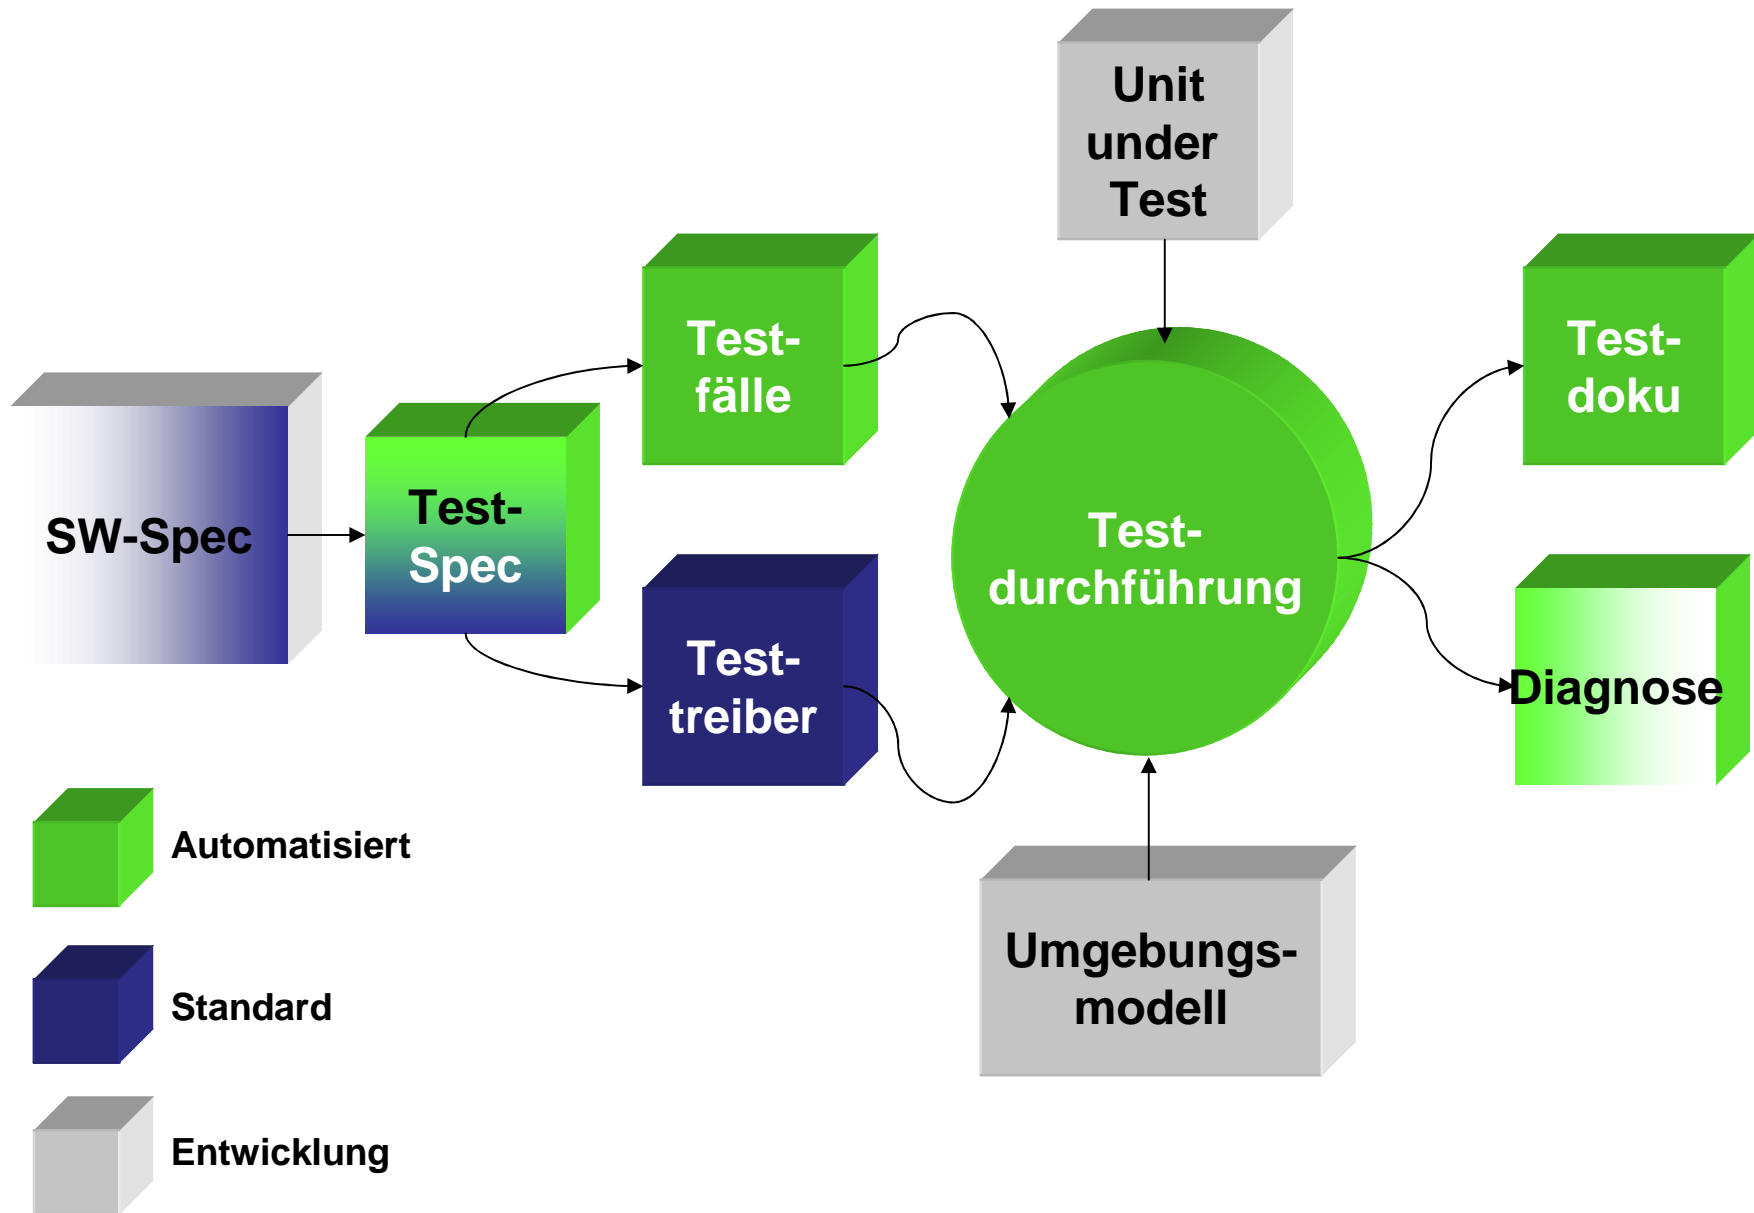 Unit
under
Test
Test-
fälle
Test-
doku
SW-Spec
Test-
Spec
Test-
durchführung
Test-
treiber
Diagnose
Automatisiert
Umgebungs-
modell
Standard
Entwicklung